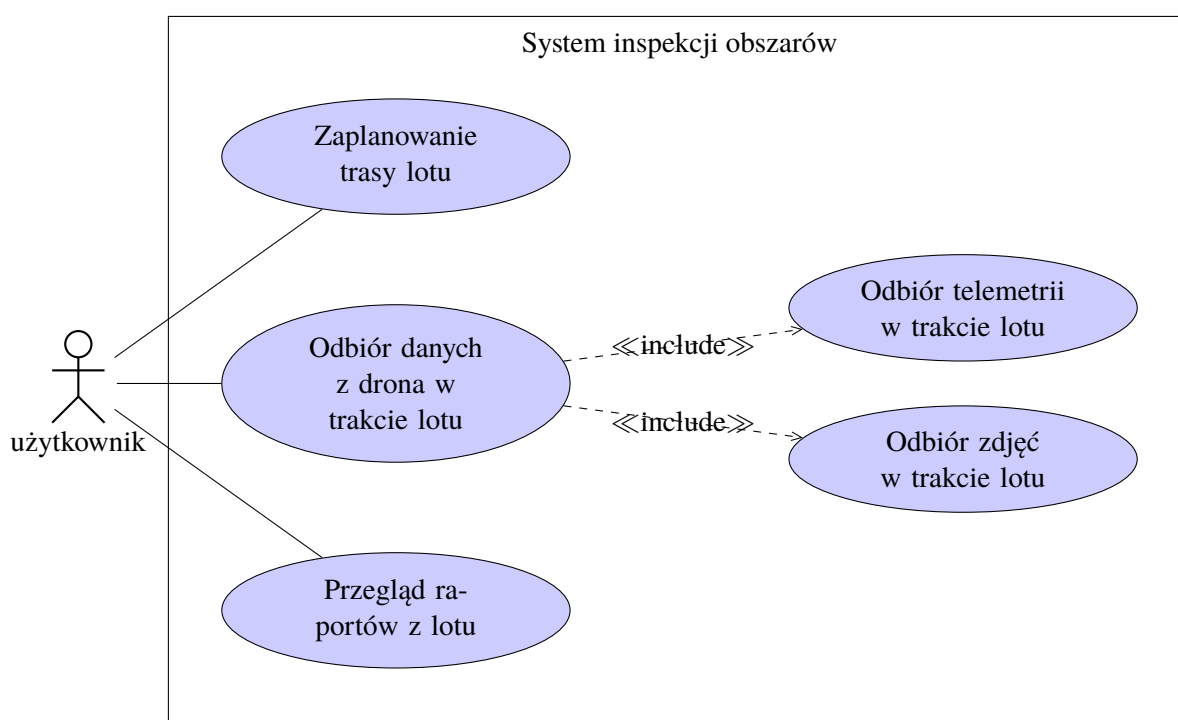 System inspekcji obszarów
Zaplanowanie
trasy lotu
Odbiór danych
z drona w
trakcie lotu
≪include≫
≪include≫
Odbiór telemetrii
w trakcie lotu
Odbiór zdjęć
w trakcie lotu
użytkownik
Przegląd ra-
portów z lotu